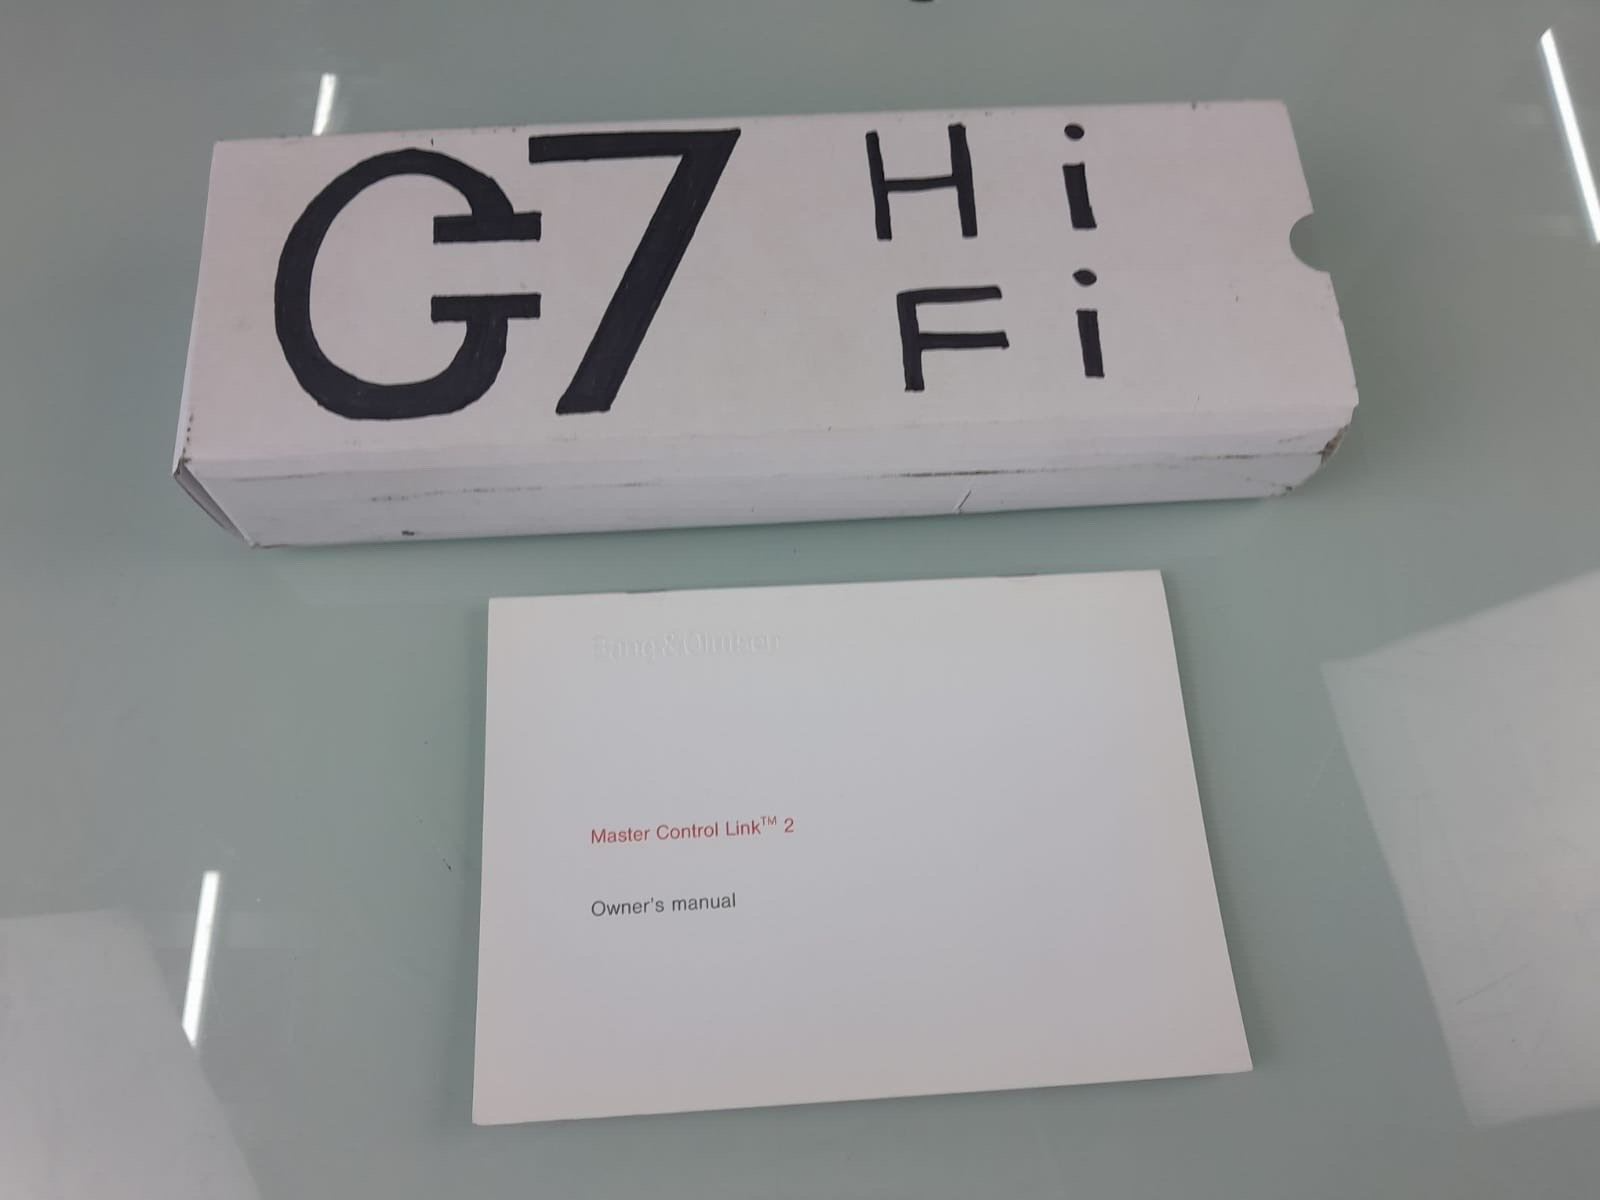 G7 Hi
Fi
Bang & Olufsen
Master Control Link™ 2
Owner's manual